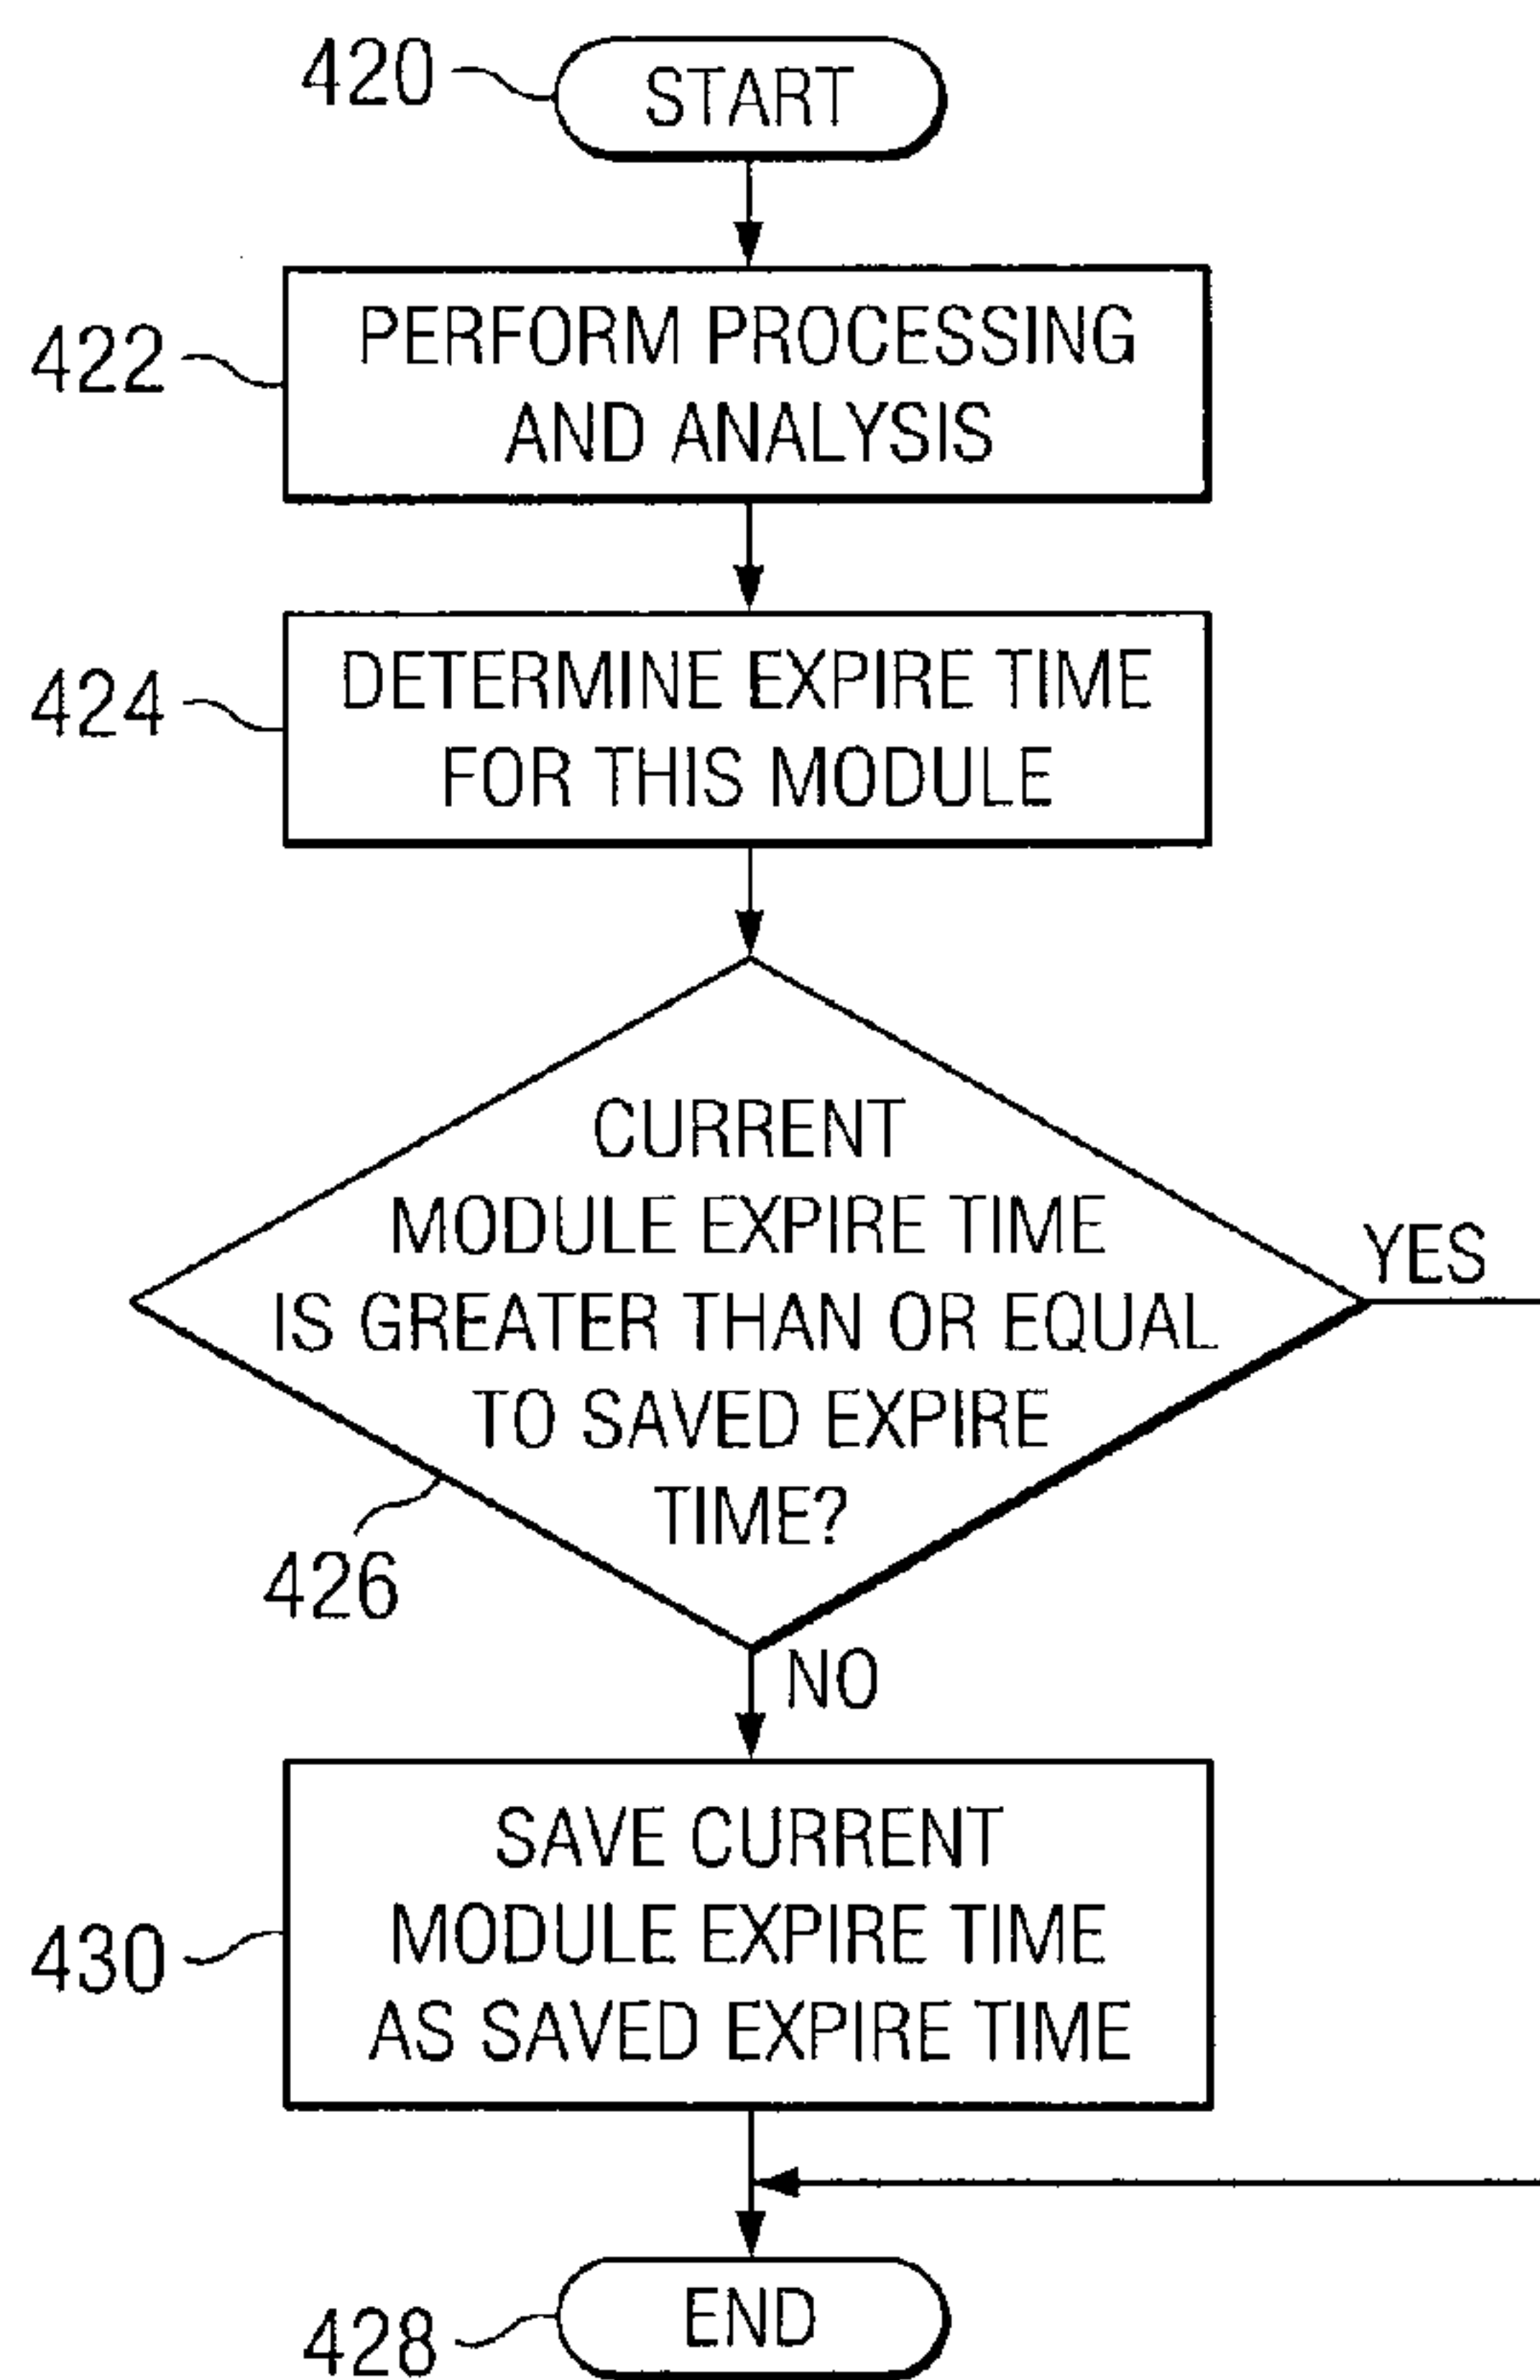 420
START
422
PERFORM PROCESSING
AND ANALYSIS
424
DETERMINE EXPIRE TIME
FOR THIS MODULE
CURRENT
MODULE EXPIRE TIME
IS GREATER THAN OR EQUAL
TO SAVED EXPIRE
TIME?
YES
426
NO
430
SAVE CURRENT
MODULE EXPIRE TIME
AS SAVED EXPIRE TIME
428
END